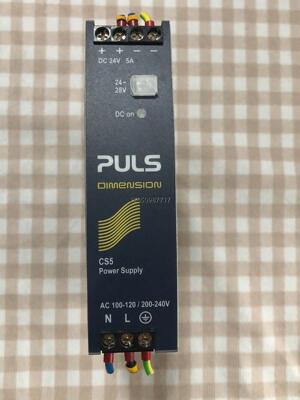 + + − −
DC 24V 5A
24–
28V
DC on
PULS
DIMENSION
CS5
Power Supply
AC 100-120 / 200-240V
N L